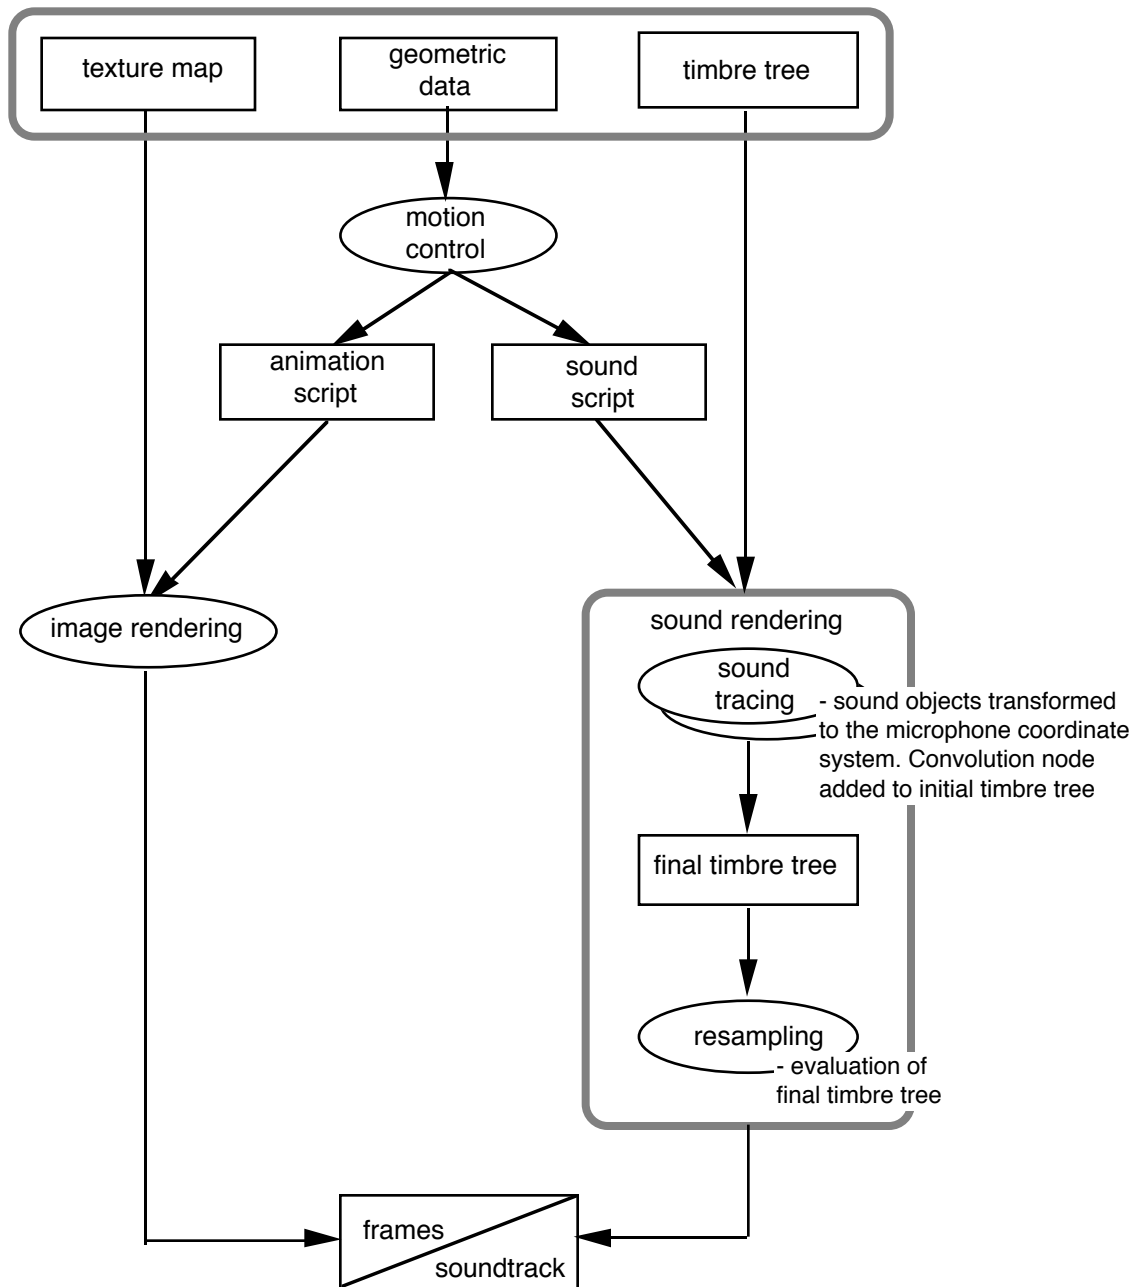 texture map
geometric
data
timbre tree
motion
control
animation
script
sound
script
image rendering
sound rendering
sound
tracing
- sound objects transformed
to the microphone coordinate
system. Convolution node
added to initial timbre tree
final timbre tree
resampling
- evaluation of
final timbre tree
frames
soundtrack